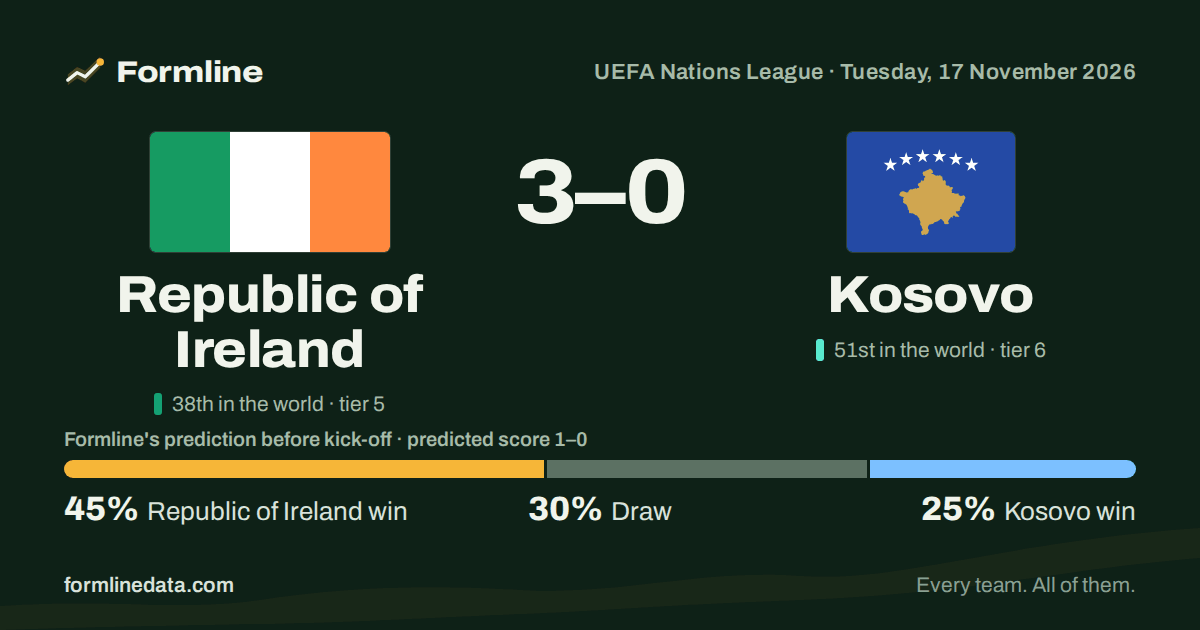 Formline
UEFA Nations League · Tuesday, 17 November 2026
3–0
Republic of
Ireland
38th in the world · tier 5
Kosovo
51st in the world · tier 6
Formline's prediction before kick-off · predicted score 1–0
45% Republic of Ireland win
30% Draw
25% Kosovo win
formlinedata.com
Every team. All of them.